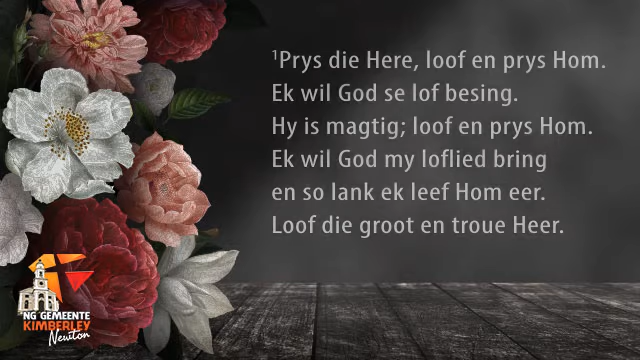 ¹Prys die Here, loof en prys Hom.
Ek wil God se lof besing.
Hy is magtig; loof en prys Hom.
Ek wil God my loflied bring
en so lank ek leef Hom eer.
Loof die groot en troue Heer.
NG GEMEENTE
KIMBERLEY
Newton